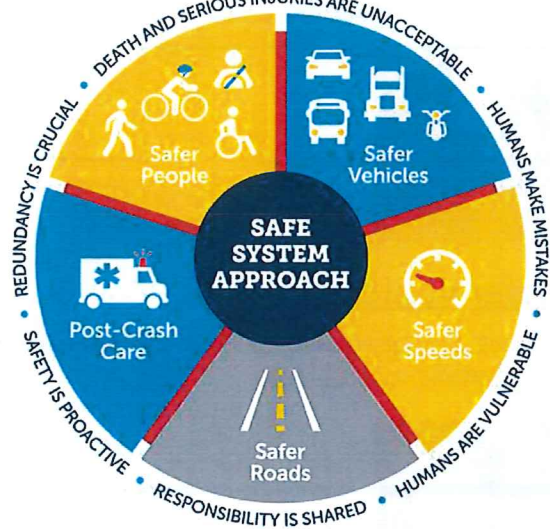 DEATH AND SERIOUS INJURIES ARE UNACCEPTABLE
HUMANS MAKE MISTAKES
HUMANS ARE VULNERABLE
RESPONSIBILITY IS SHARED
SAFETY IS PROACTIVE
REDUNDANCY IS CRUCIAL
Safer
People
Safer
Vehicles
SAFE
SYSTEM
APPROACH
Post-Crash
Care
Safer
Speeds
Safer
Roads